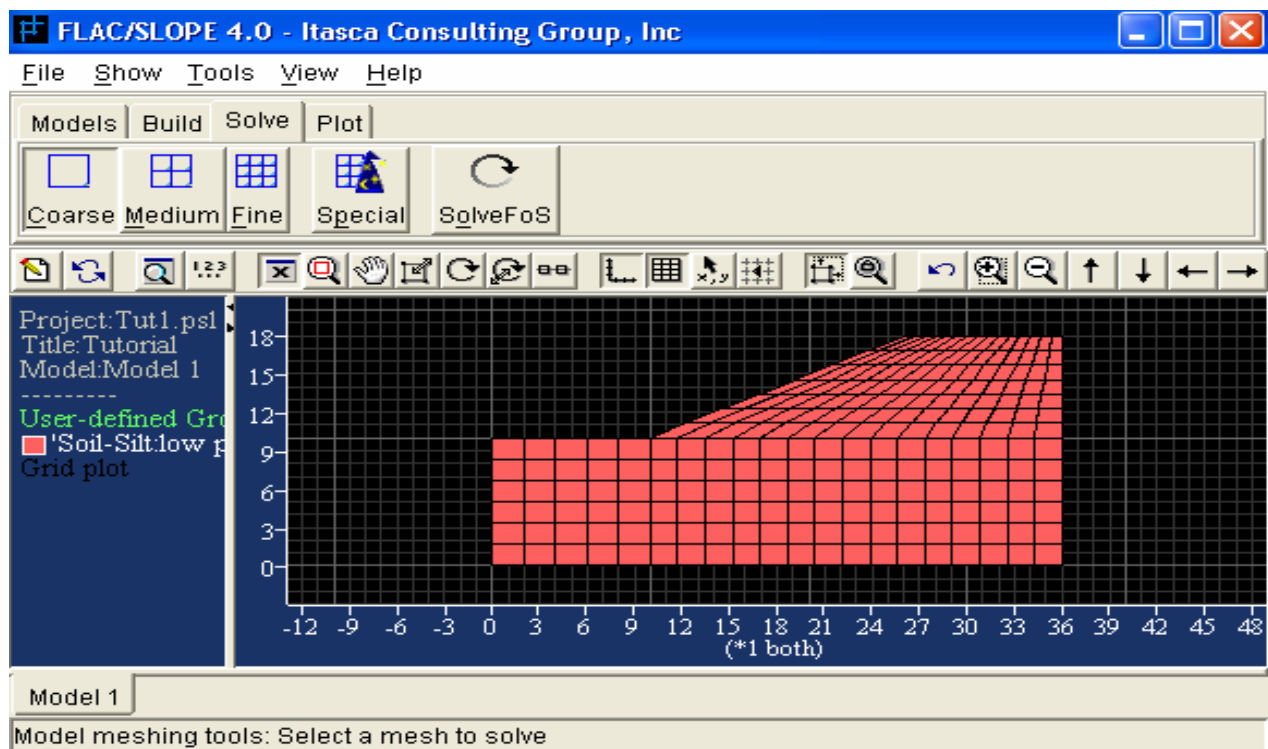 FLAC/SLOPE 4.0 - Itasca Consulting Group, Inc
File Show Tools View Help
Models Build Solve Plot
Coarse Medium Fine Special SolveFoS
1 2 3
x,y
Project:Tut1.psl
Title:Tutorial
Model:Model 1
----------
User-defined Gro
'Soil-Silt:low p
Grid plot
18
15
12
9
6
3
0
-12 -9 -6 -3 0 3 6 9 12 15 18 21 24 27 30 33 36 39 42 45 48
(*1 both)
Model 1
Model meshing tools: Select a mesh to solve